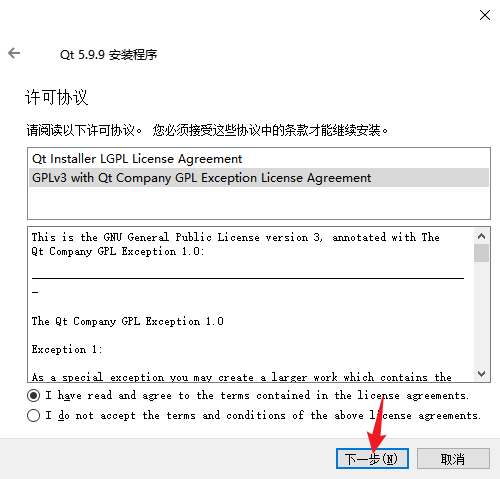 Qt 5.9.9 安装程序
许可协议
请阅读以下许可协议。 您必须接受这些协议中的条款才能继续安装。
Qt Installer LGPL License Agreement
GPLv3 with Qt Company GPL Exception License Agreement
This is the GNU General Public License version 3, annotated with The
Qt Company GPL Exception 1.0:
The Qt Company GPL Exception 1.0
Exception 1:
As a special exception you may create a larger work which contains the
I have read and agree to the terms contained in the license agreements.
I do not accept the terms and conditions of the above license agreements.
下一步(N)
取消